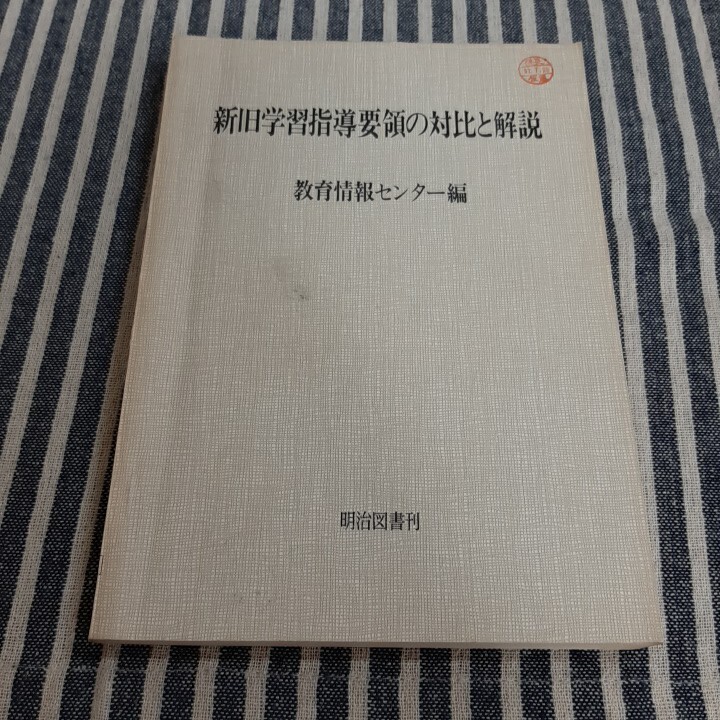 新旧学習指導要領の対比と解説
教育情報センター編
明治図書刊